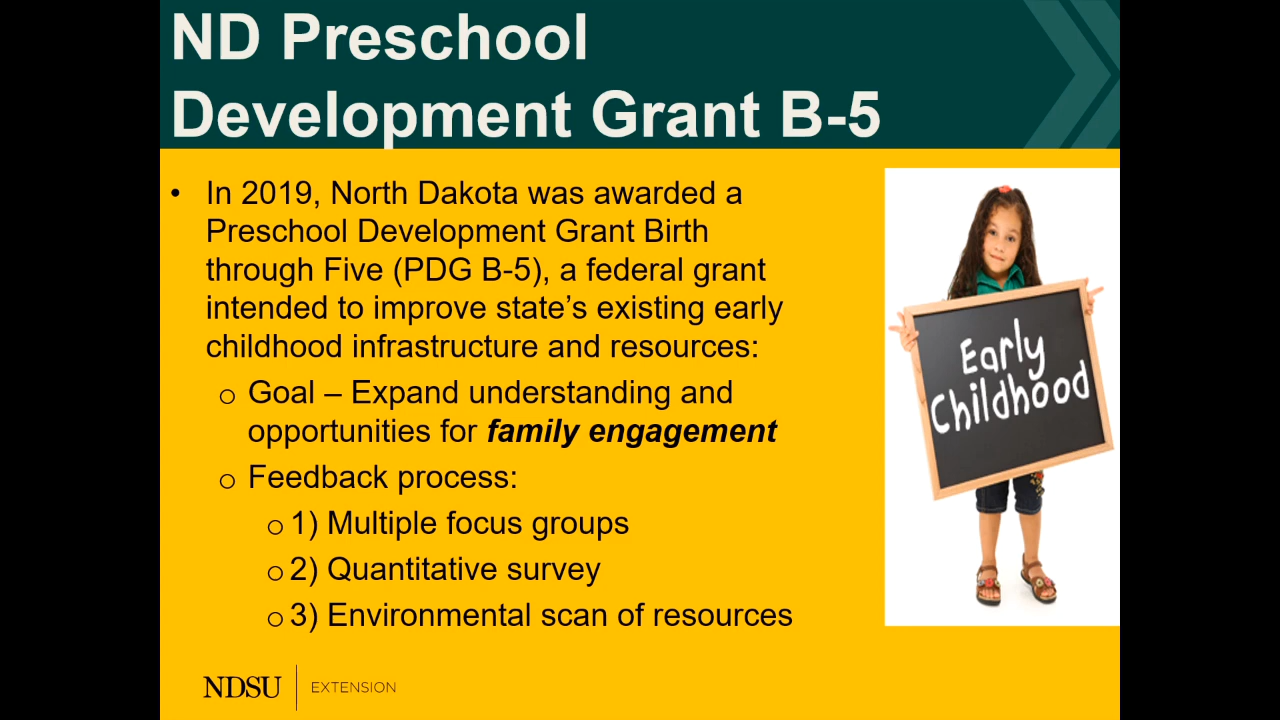 ND Preschool
Development Grant B-5
• In 2019, North Dakota was awarded a
Preschool Development Grant Birth
through Five (PDG B-5), a federal grant
intended to improve state’s existing early
childhood infrastructure and resources:
o Goal – Expand understanding and
opportunities for family engagement
o Feedback process:
o 1) Multiple focus groups
o 2) Quantitative survey
o 3) Environmental scan of resources
Early
Childhood
NDSU | EXTENSION